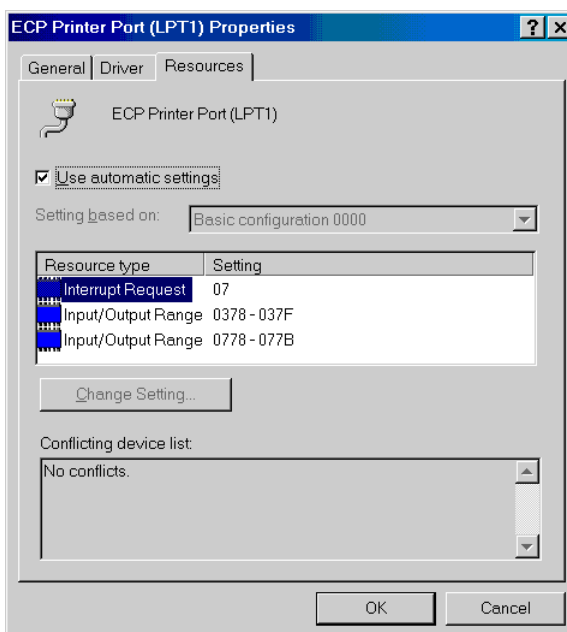 ECP Printer Port (LPT1) Properties
General Driver Resources
ECP Printer Port (LPT1)
Use automatic settings
Setting based on: Basic configuration 0000
Resource type Setting
Interrupt Request 07
Input/Output Range 0378 - 037F
Input/Output Range 0778 - 077B
Change Setting...
Conflicting device list:
No conflicts.
OK Cancel